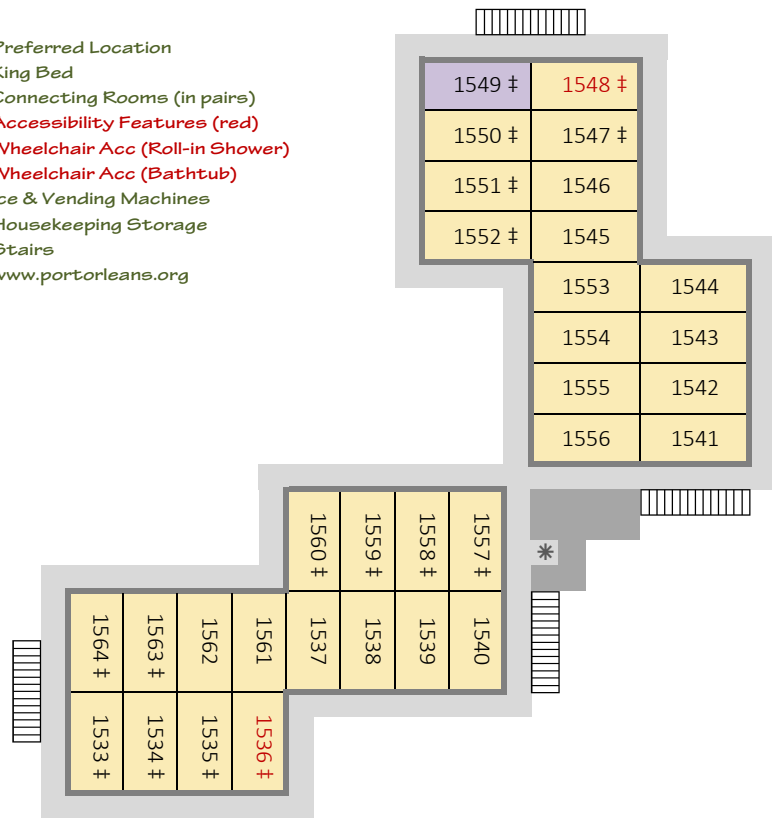 Preferred Location
King Bed
Connecting Rooms (in pairs)
Accessibility Features (red)
Wheelchair Acc (Roll-in Shower)
Wheelchair Acc (Bathtub)
ce & Vending Machines
Housekeeping Storage
Stairs
www.portorleans.org
1549 ‡ 1548 ‡
1550 ‡ 1547 ‡
1551 ‡ 1546
1552 ‡ 1545
1553 1544
1554 1543
1555 1542
1556 1541
1560 ‡
1559 ‡
1558 ‡
1557 ‡
1564 ‡
1563 ‡
1562
1561
1537
1538
1539
1540
1533 ‡
1534 ‡
1535 ‡
1536 ‡